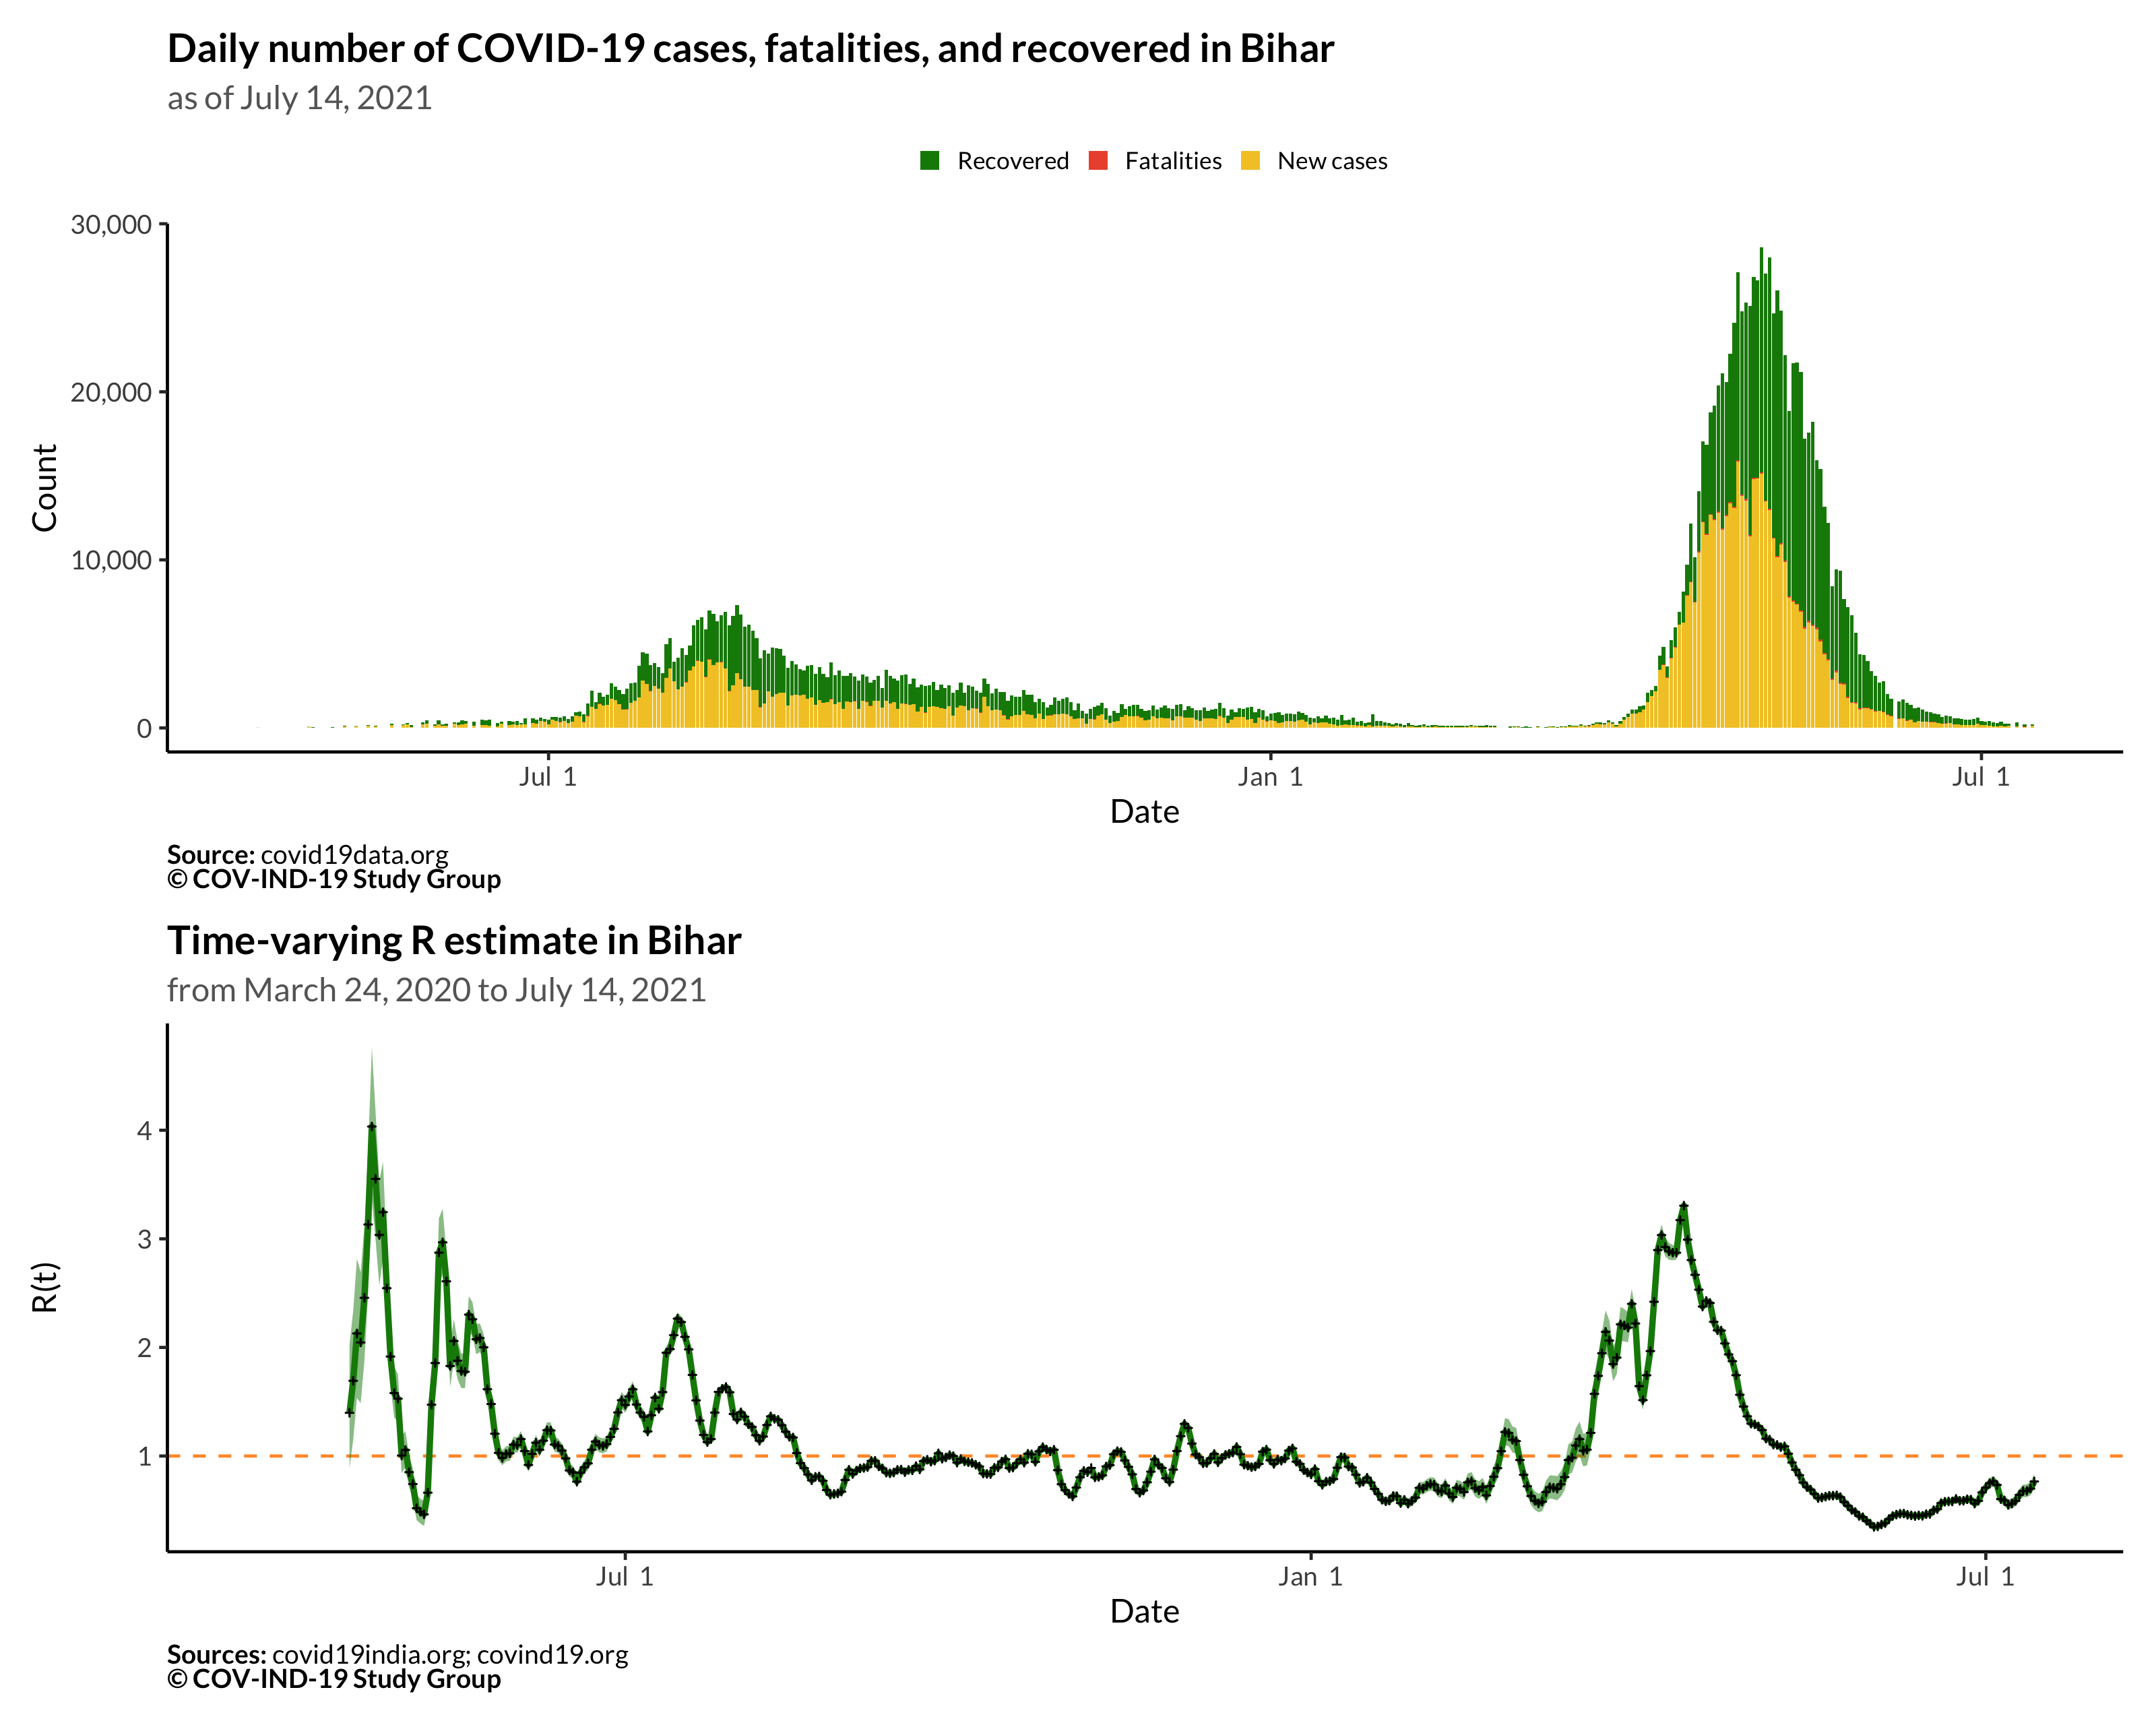 Daily number of COVID-19 cases, fatalities, and recovered in Bihar
as of July 14, 2021
Recovered Fatalities New cases
30,000
20,000
10,000
0
Count
Jul 1 Jan 1 Jul 1
Date
Source: covid19data.org
© COV-IND-19 Study Group
Time-varying R estimate in Bihar
from March 24, 2020 to July 14, 2021
4
3
2
1
R(t)
Jul 1 Jan 1 Jul 1
Date
Sources: covid19india.org; covind19.org
© COV-IND-19 Study Group